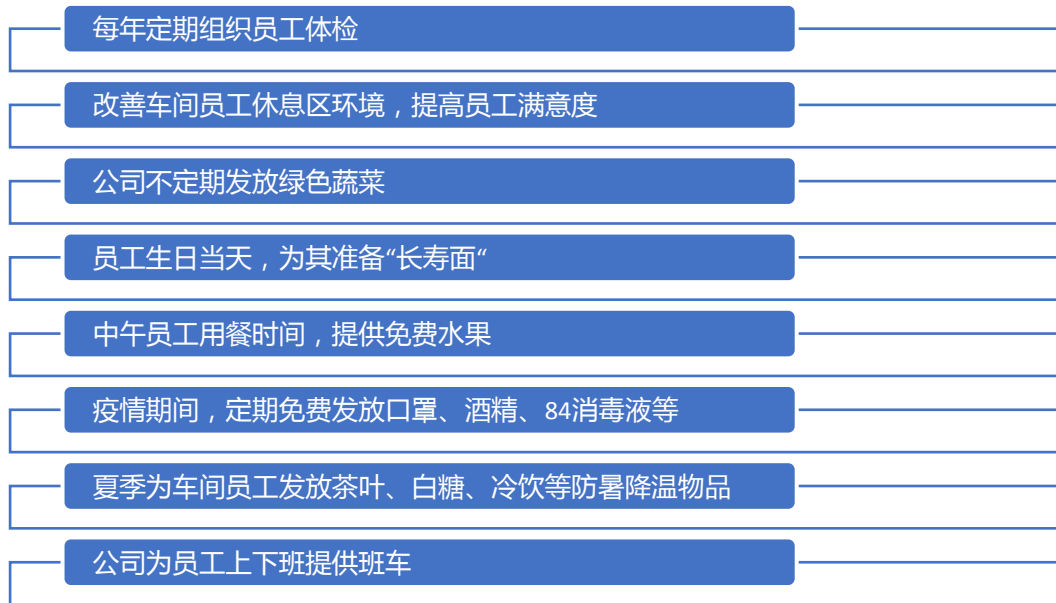 每年定期组织员工体检
改善车间员工休息区环境，提高员工满意度
公司不定期发放绿色蔬菜
员工生日当天，为其准备“长寿面“
中午员工用餐时间，提供免费水果
疫情期间，定期免费发放口罩、酒精、84消毒液等
夏季为车间员工发放茶叶、白糖、冷饮等防暑降温物品
公司为员工上下班提供班车